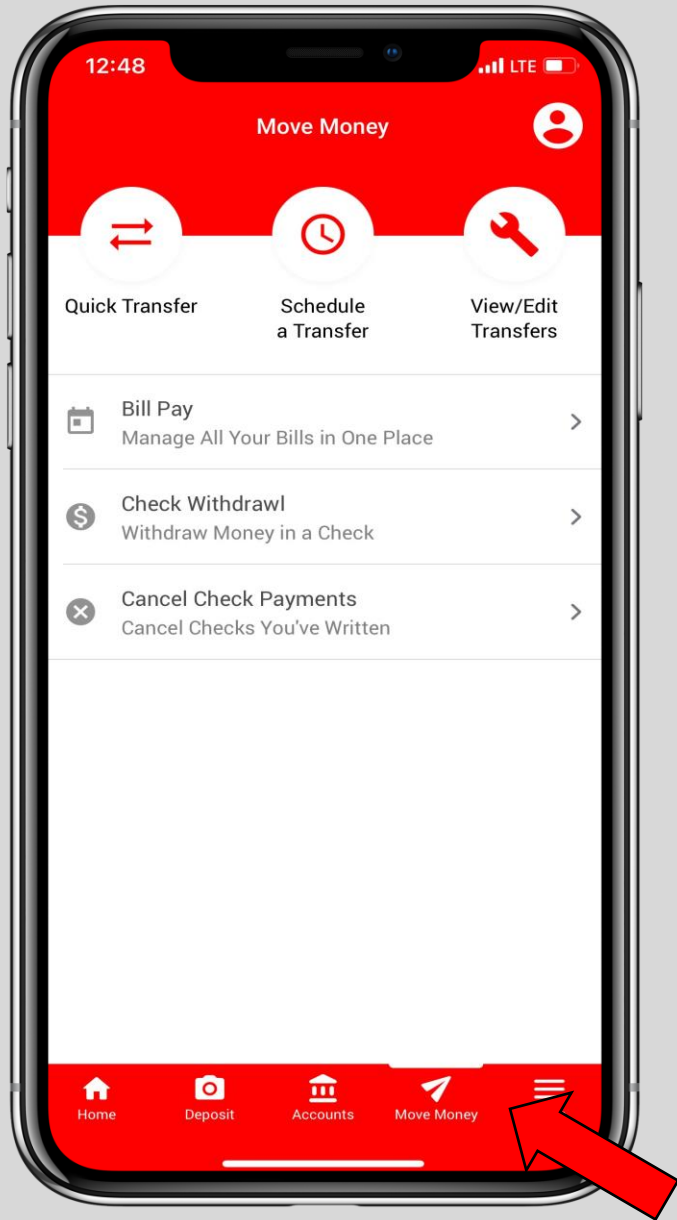 12:48 LTE
Move Money
Quick Transfer
Schedule
a Transfer
View/Edit
Transfers
Bill Pay
Manage All Your Bills in One Place
Check Withdrawl
Withdraw Money in a Check
Cancel Check Payments
Cancel Checks You've Written
Home Deposit Accounts Move Money